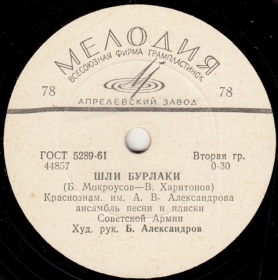 МЕЛОДИЯ
ВСЕСОЮЗНАЯ ФИРМА ГРАМПЛАСТИНОК
78 78
АПРЕЛЕВСКИЙ ЗАВОД
ГОСТ 5289-61 Вторая гр.
44857 0-30
ШЛИ БУРЛАКИ
(Б. Мокроусов—В. Харитонов)
Краснознам. им. А. В. Александрова
ансамбль песни и пляски
Советской Армии
Худ. рук. Б. Александров